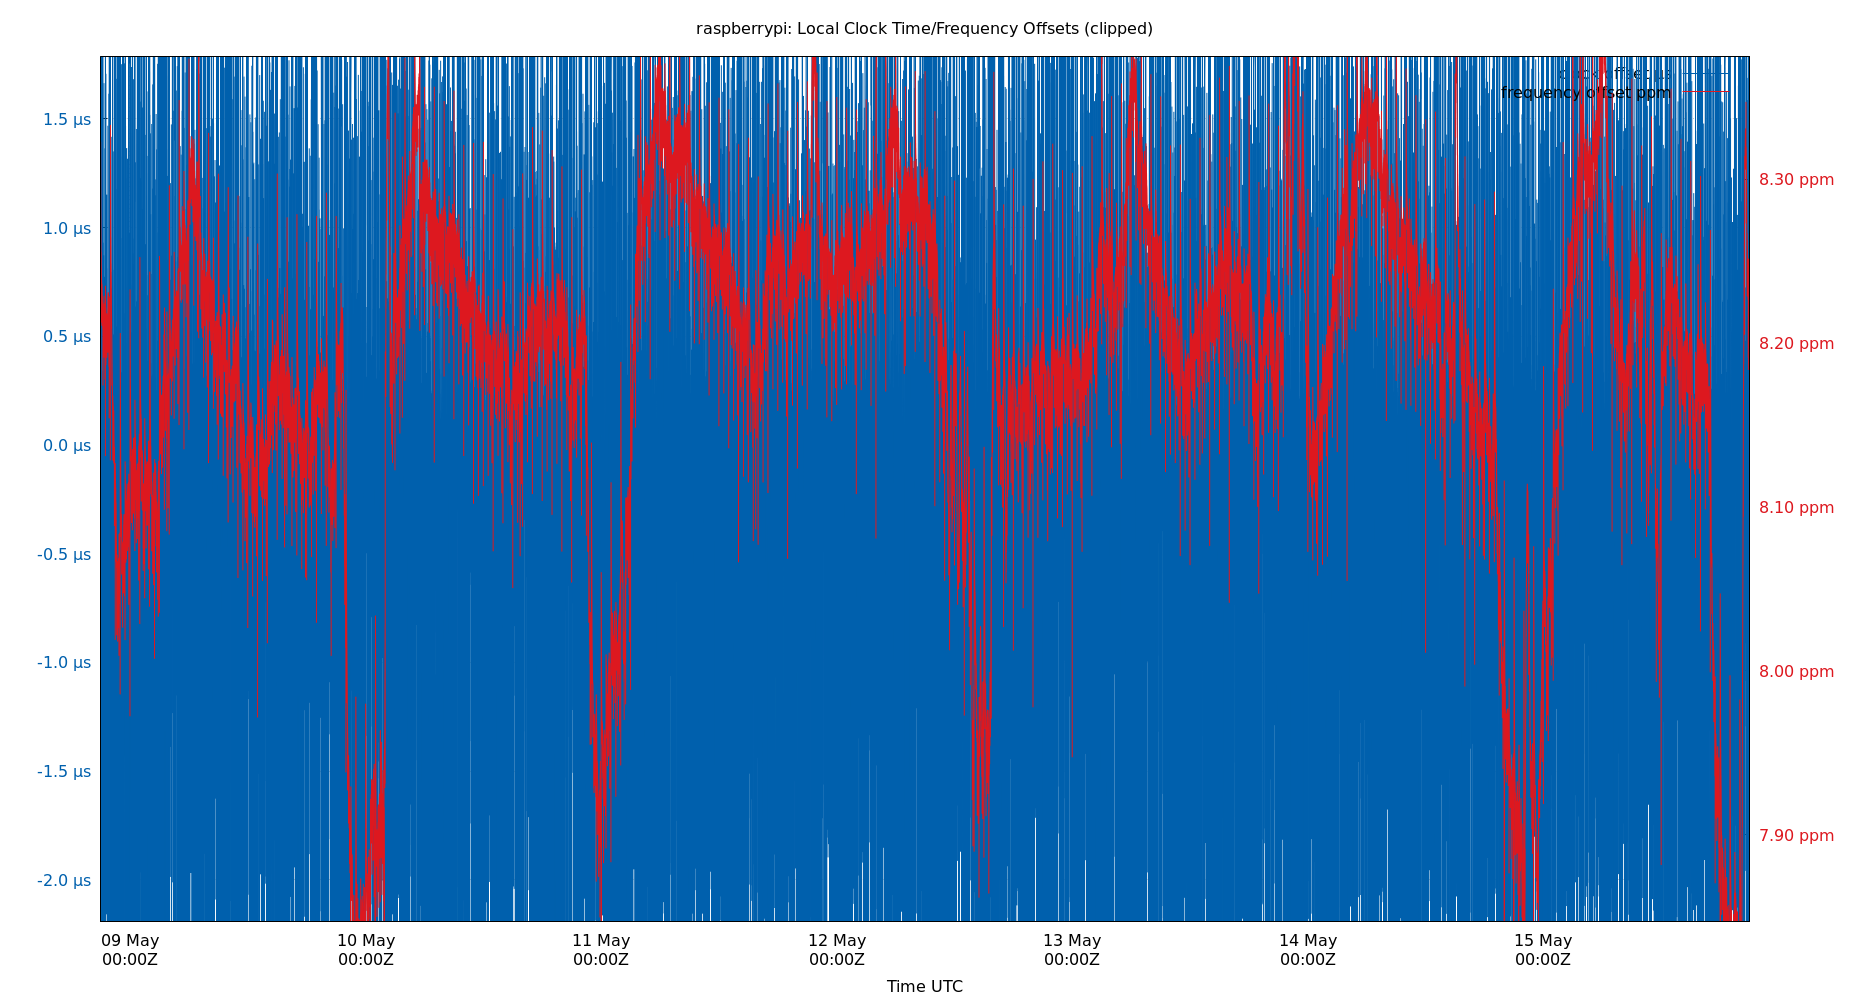 raspberrypi: Local Clock Time/Frequency Offsets (clipped)
clock offset µs
frequency offset ppm
1.5 µs
1.0 µs
0.5 µs
0.0 µs
-0.5 µs
-1.0 µs
-1.5 µs
-2.0 µs
8.30 ppm
8.20 ppm
8.10 ppm
8.00 ppm
7.90 ppm
09 May
00:00Z
10 May
00:00Z
11 May
00:00Z
12 May
00:00Z
13 May
00:00Z
14 May
00:00Z
15 May
00:00Z
Time UTC